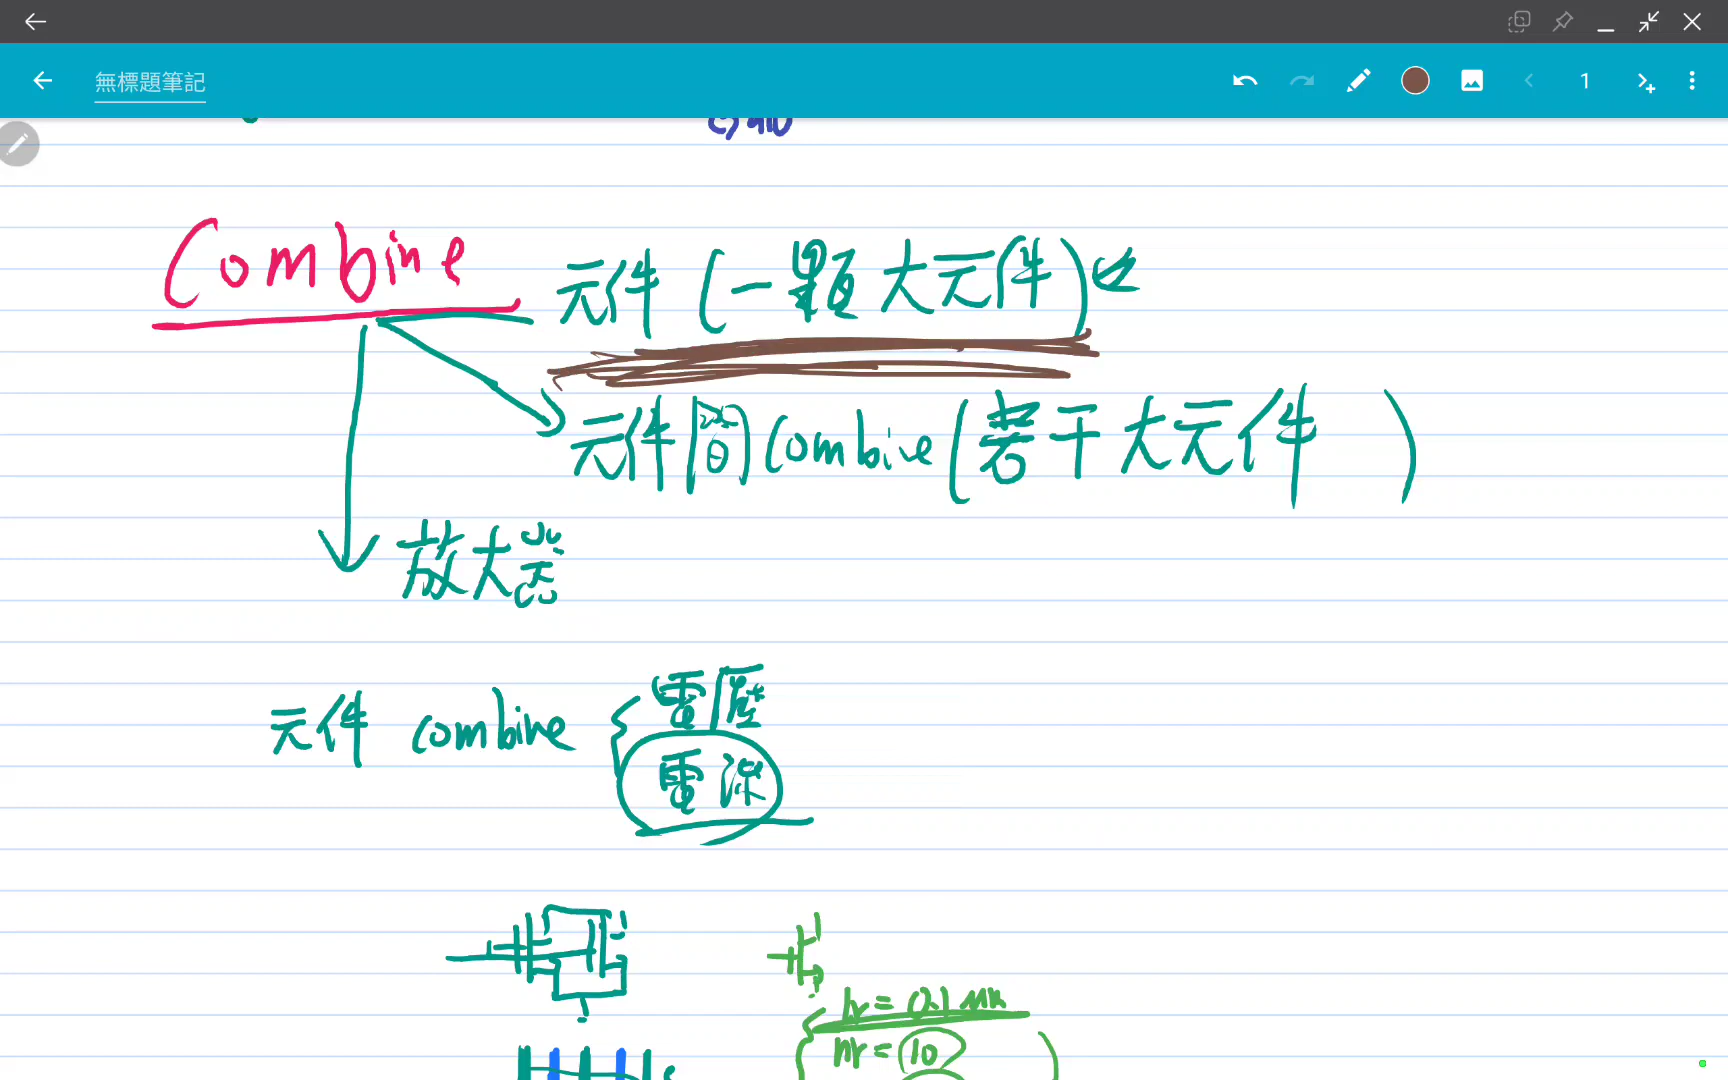 無標題筆記
1
Combine
元件 (一顆大元件)
元件間 combine (若干大元件 )
放大器
元件 combine { 電壓
電流
nr = 10